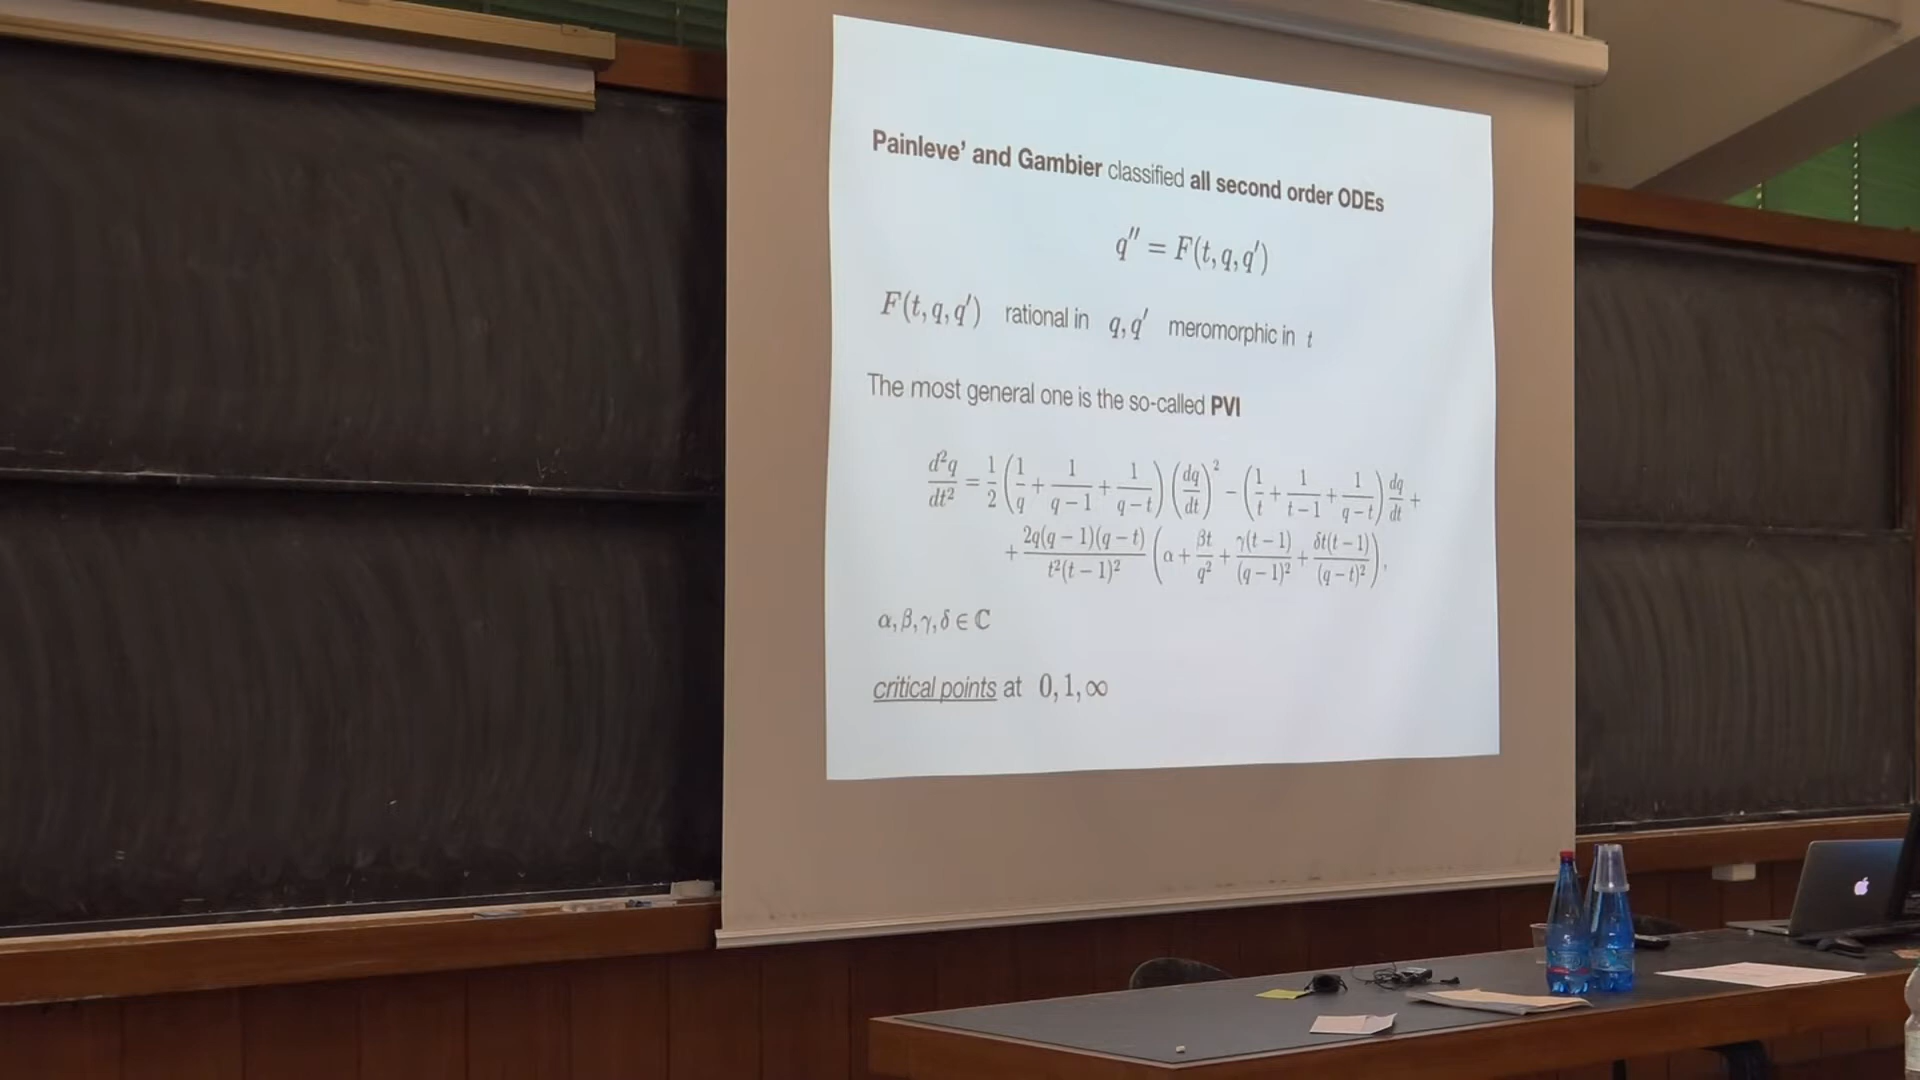 Painleve' and Gambier classified all second order ODEs
q″ = F(t, q, q′)
F(t, q, q′) rational in q, q′ meromorphic in t
The most general one is the so-called PVI
d²q/dt² = 1/2 (1/q + 1/(q − 1) + 1/(q − t)) (dq/dt)² − (1/t + 1/(t − 1) + 1/(q − t)) dq/dt +
+ 2q(q − 1)(q − t)/(t²(t − 1)²) (α + βt/q² + γ(t − 1)/(q − 1)² + δt(t − 1)/(q − t)²),
α, β, γ, δ ∈ ℂ
critical points at 0, 1, ∞